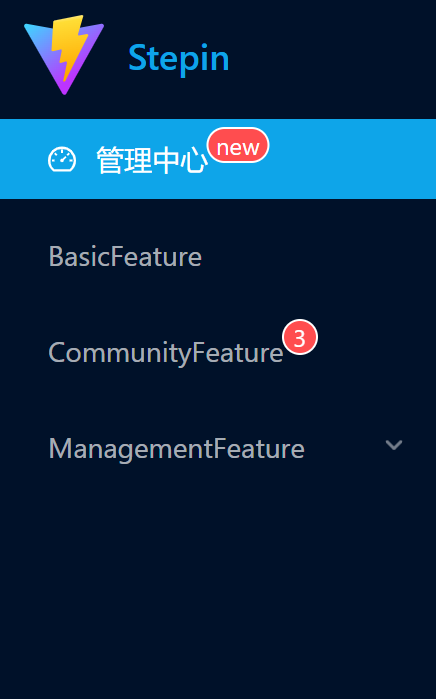 Stepin
管理中心 new
BasicFeature
CommunityFeature 3
ManagementFeature